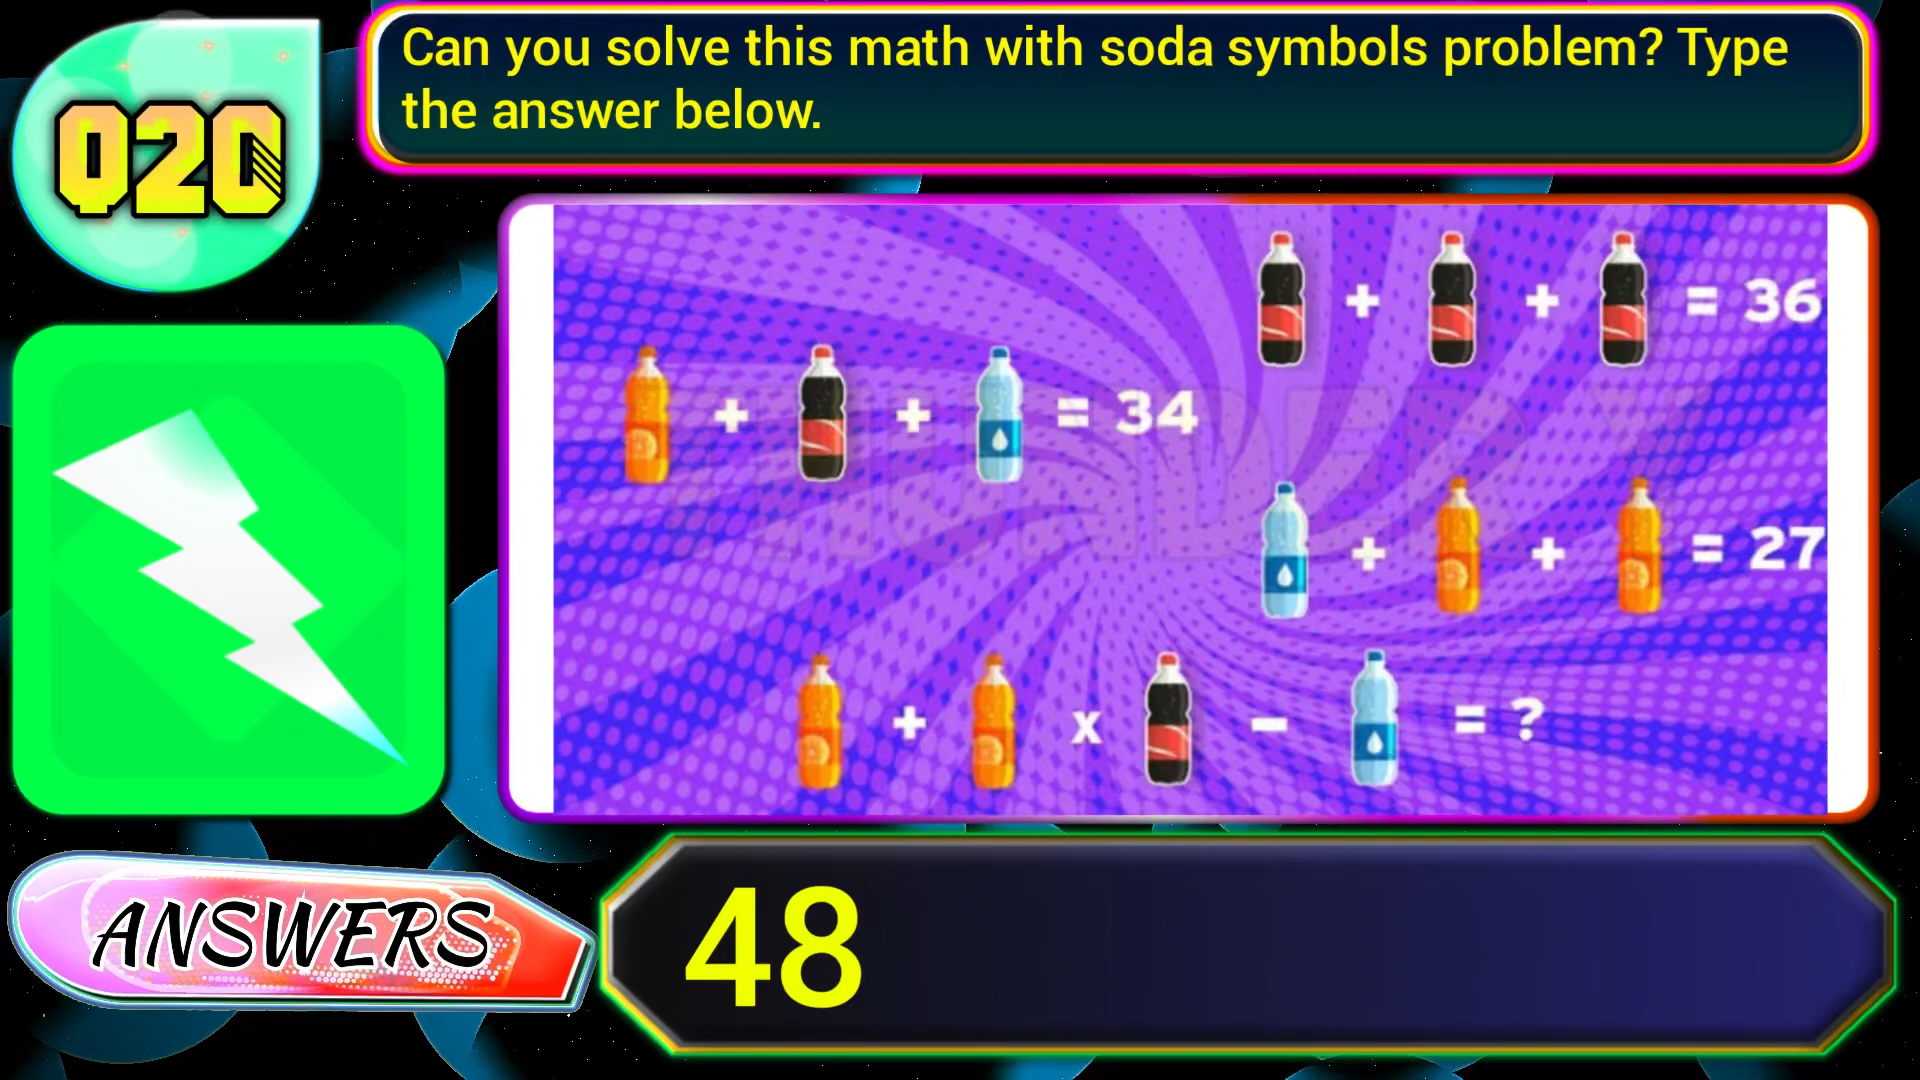 Q20
Can you solve this math with soda symbols problem? Type
the answer below.
+ + = 36
+ + = 34
+ + = 27
+ x - = ?
ANSWERS
48